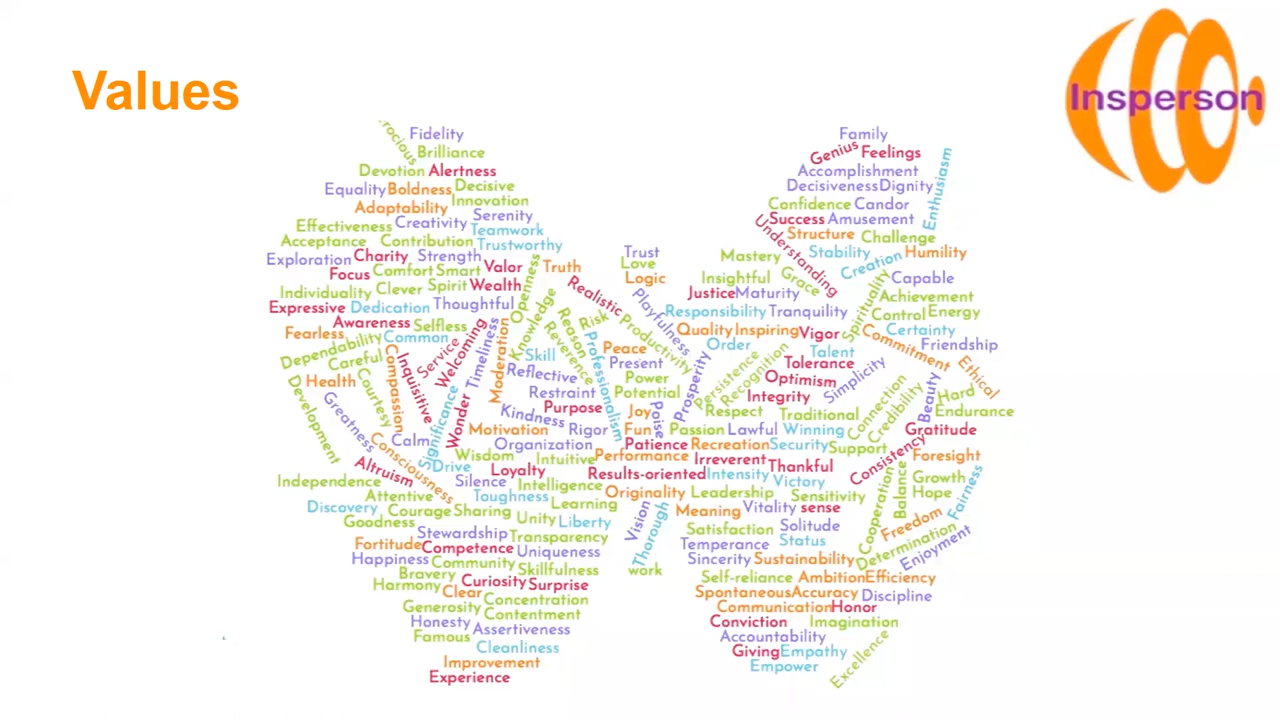 Values
Insperson
Fidelity
Brilliance
Devotion Alertness
Equality Boldness Decisive
Adaptability Innovation
Effectiveness Creativity Serenity
Teamwork
Acceptance Contribution Trustworthy
Exploration Charity Strength
Focus Comfort Smart Valor Truth
Individuality Clever Spirit Wealth
Expressive Dedication Thoughtful
Awareness Selfless
Fearless Common
Dependability
Careful
Health
Courtesy
Compassion
Inquisitive
Service
Welcoming
Timeliness
Moderation
Openness
Knowledge
Development
Greatness
Calm
Significance
Wonder
Consciousness
Altruism
Drive
Skill
Reflective
Restraint
Kindness
Purpose
Motivation Rigor
Organization
Wisdom Intuitive
Loyalty
Independence Silence Intelligence
Attentive Toughness
Discovery Courage Sharing Learning
Goodness Unity Liberty
Stewardship Transparency
Fortitude Competence Uniqueness
Happiness Community Skillfulness
Bravery
Harmony Curiosity Surprise
Clear Concentration
Generosity Contentment
Honesty Assertiveness
Famous
Cleanliness
Improvement
Experience
Trust
Love
Logic
Realistic
Playfulness
Risk
Productivity
Reason
Reverence
Professionalism
Peace
Present
Power
Potential
Prosperity
Joy
Poise
Fun
Patience
Performance
Results-oriented
Originality
Vision
Thorough
work
Family
Genius Feelings
Accomplishment
Decisiveness Dignity
Enthusiasm
Confidence Candor
Success Amusement
Understanding
Structure Challenge
Mastery Stability Creation Humility
Insightful Grace Capable
Justice Maturity Spirituality Achievement
Responsibility Tranquility Control Energy
Quality Inspiring Vigor Certainty
Order Talent Commitment Friendship
Persistence
Recognition
Tolerance
Optimism Simplicity
Integrity
Ethical
Beauty Hard
Connection
Credibility
Respect Traditional Endurance
Passion Lawful Winning Gratitude
Recreation Security Support
Consistency
Irreverent Thankful Foresight
Intensity Victory Growth
Leadership Sensitivity Balance Hope
Fairness
Cooperation
Meaning Vitality sense Freedom
Satisfaction Solitude
Determination
Temperance Status Enjoyment
Sincerity Sustainability
Self-reliance Ambition Efficiency
Spontaneous Accuracy Discipline
Communication Honor
Conviction Imagination
Accountability
Giving Empathy
Excellence
Empower